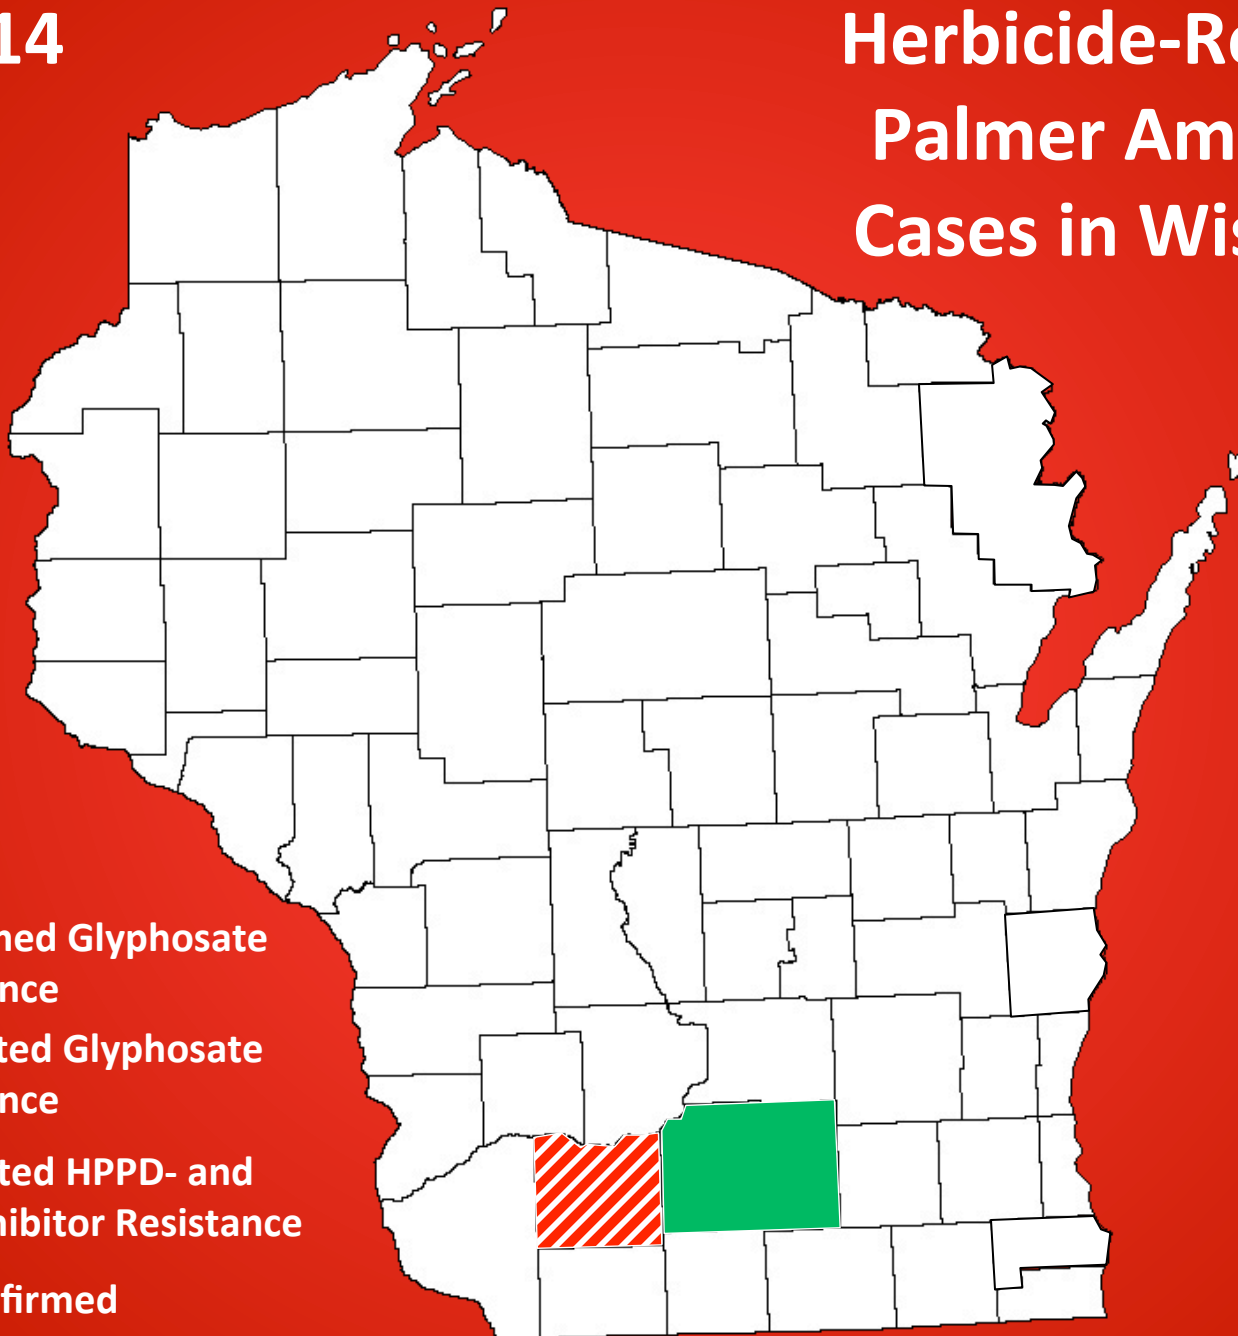 14
Herbicide-Re
Palmer Am
Cases in Wis
ned Glyphosate
nce
ted Glyphosate
nce
ted HPPD- and
hibitor Resistance
firmed